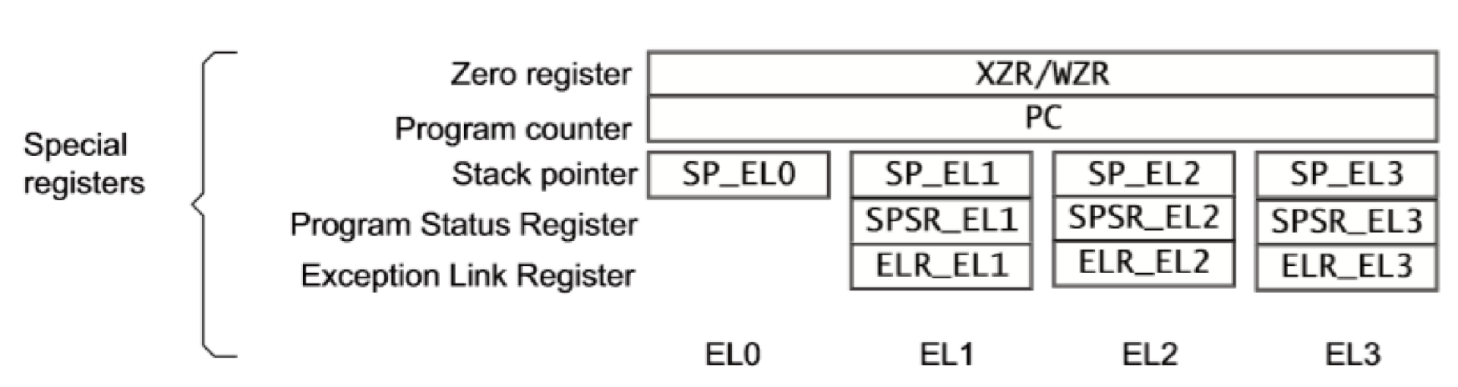 Special
registers
Zero register XZR/WZR
Program counter PC
Stack pointer SP_EL0 SP_EL1 SP_EL2 SP_EL3
Program Status Register SPSR_EL1 SPSR_EL2 SPSR_EL3
Exception Link Register ELR_EL1 ELR_EL2 ELR_EL3
EL0 EL1 EL2 EL3